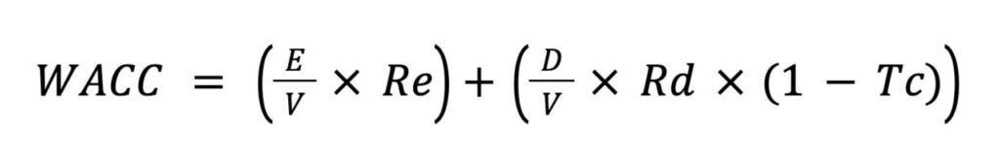 WACC = (E/V × Re) + (D/V × Rd × (1 − Tc))